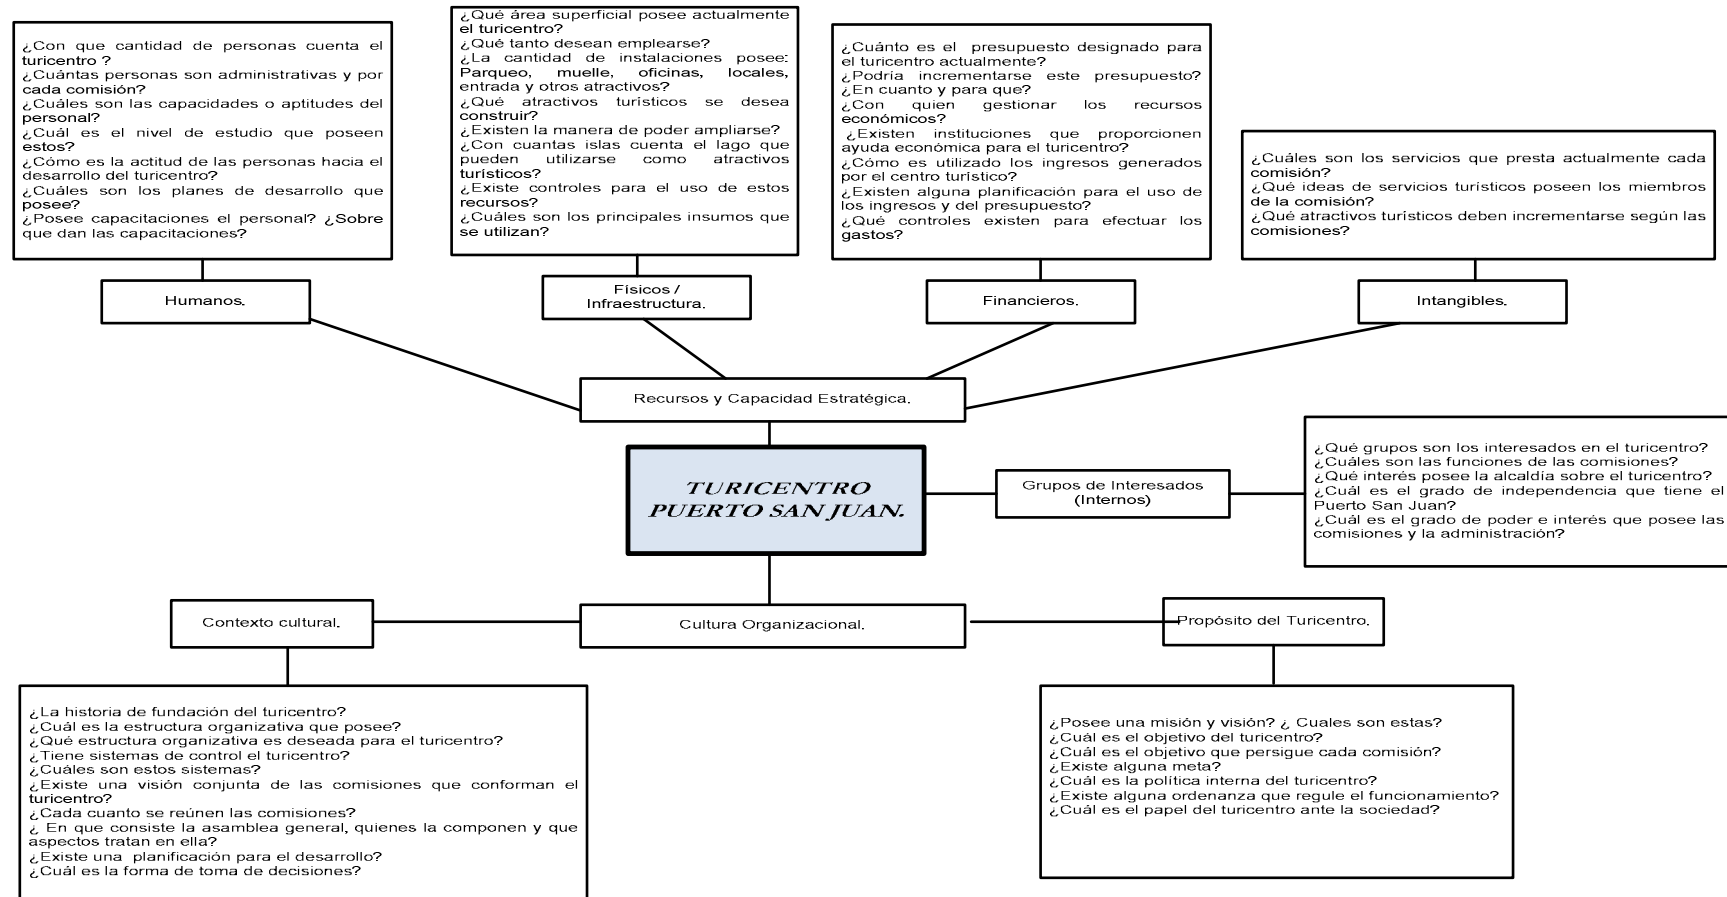 ¿Con que cantidad de personas cuenta el
turicentro ?
¿Cuántas personas son administrativas y por
cada comisión?
¿Cuáles son las capacidades o aptitudes del
personal?
¿Cuál es el nivel de estudio que poseen
estos?
¿Cómo es la actitud de las personas hacia el
desarrollo del turicentro?
¿Cuáles son los planes de desarrollo que
posee?
¿Posee capacitaciones el personal? ¿Sobre
que dan las capacitaciones?
¿Qué área superficial posee actualmente
el turicentro?
¿Qué tanto desean emplearse?
¿La cantidad de instalaciones posee:
Parqueo, muelle, oficinas, locales,
entrada y otros atractivos?
¿Qué atractivos turísticos se desea
construir?
¿Existen la manera de poder ampliarse?
¿Con cuantas islas cuenta el lago que
pueden utilizarse como atractivos
turísticos?
¿Existe controles para el uso de estos
recursos?
¿Cuáles son los principales insumos que
se utilizan?
¿Cuánto es el presupuesto designado para
el turicentro actualmente?
¿Podría incrementarse este presupuesto?
¿En cuanto y para que?
¿Con quien gestionar los recursos
económicos?
¿Existen instituciones que proporcionen
ayuda económica para el turicentro?
¿Cómo es utilizado los ingresos generados
por el centro turístico?
¿Existen alguna planificación para el uso de
los ingresos y del presupuesto?
¿Qué controles existen para efectuar los
gastos?
¿Cuáles son los servicios que presta actualmente cada
comisión?
¿Qué ideas de servicios turísticos poseen los miembros
de la comisión?
¿Qué atractivos turísticos deben incrementarse según las
comisiones?
Humanos.
Físicos /
Infraestructura.
Financieros.
Intangibles.
Recursos y Capacidad Estratégica.
TURICENTRO
PUERTO SAN JUAN.
Grupos de Interesados
(Internos)
¿Qué grupos son los interesados en el turicentro?
¿Cuáles son las funciones de las comisiones?
¿Qué interés posee la alcaldía sobre el turicentro?
¿Cuál es el grado de independencia que tiene el
Puerto San Juan?
¿Cuál es el grado de poder e interés que posee las
comisiones y la administración?
Contexto cultural.
Cultura Organizacional.
Propósito del Turicentro.
¿La historia de fundación del turicentro?
¿Cuál es la estructura organizativa que posee?
¿Qué estructura organizativa es deseada para el turicentro?
¿Tiene sistemas de control el turicentro?
¿Cuáles son estos sistemas?
¿Existe una visión conjunta de las comisiones que conforman el
turicentro?
¿Cada cuanto se reúnen las comisiones?
¿ En que consiste la asamblea general, quienes la componen y que
aspectos tratan en ella?
¿Existe una planificación para el desarrollo?
¿Cuál es la forma de toma de decisiones?
¿Posee una misión y visión? ¿ Cuales son estas?
¿Cuál es el objetivo del turicentro?
¿Cuál es el objetivo que persigue cada comisión?
¿Existe alguna meta?
¿Cuál es la política interna del turicentro?
¿Existe alguna ordenanza que regule el funcionamiento?
¿Cuál es el papel del turicentro ante la sociedad?